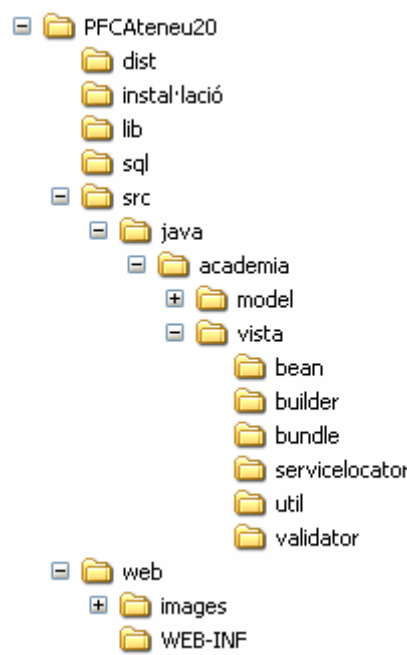 PFCAteneu20
dist
instal·lació
lib
sql
src
java
academia
model
vista
bean
builder
bundle
servicelocator
util
validator
web
images
WEB-INF